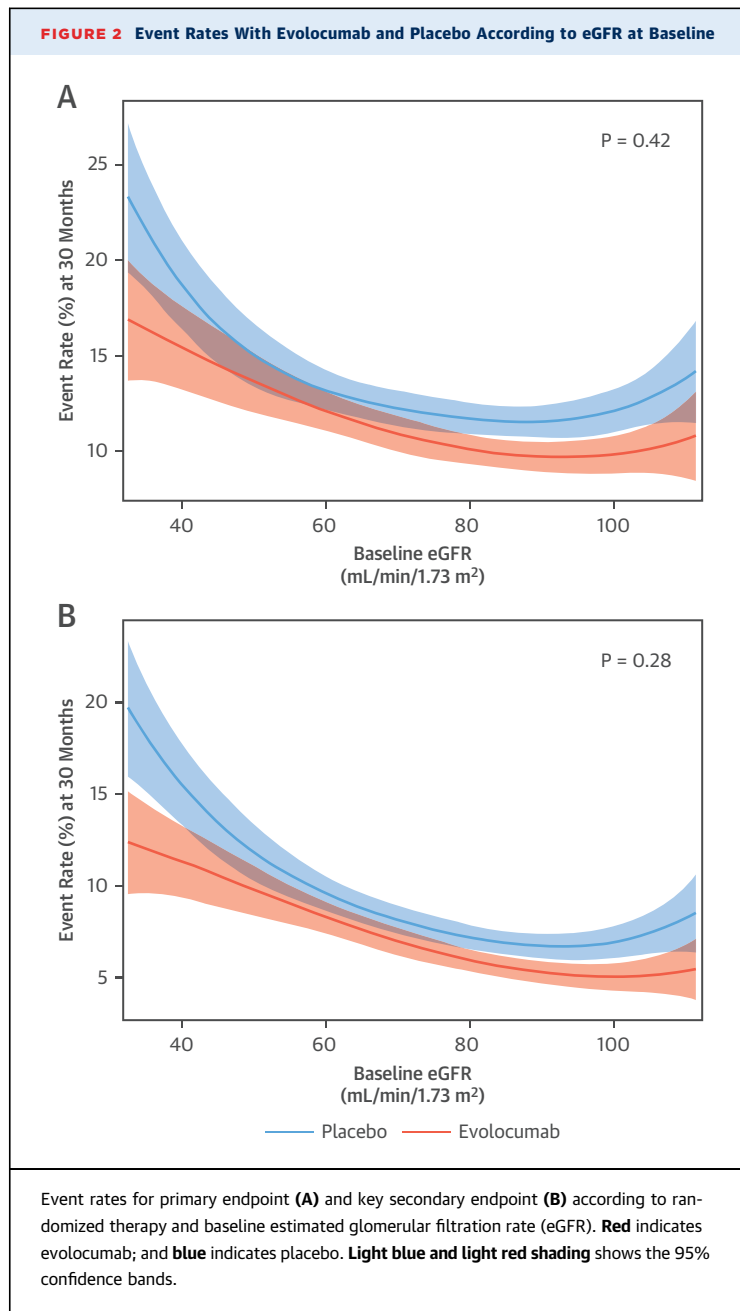 FIGURE 2 Event Rates With Evolocumab and Placebo According to eGFR at Baseline
A
P = 0.42
Event Rate (%) at 30 Months
25
20
15
10
40 60 80 100
Baseline eGFR
(mL/min/1.73 m²)
B
P = 0.28
Event Rate (%) at 30 Months
20
15
10
5
40 60 80 100
Baseline eGFR
(mL/min/1.73 m²)
Placebo Evolocumab
Event rates for primary endpoint (A) and key secondary endpoint (B) according to ran-
domized therapy and baseline estimated glomerular filtration rate (eGFR). Red indicates
evolocumab; and blue indicates placebo. Light blue and light red shading shows the 95%
confidence bands.